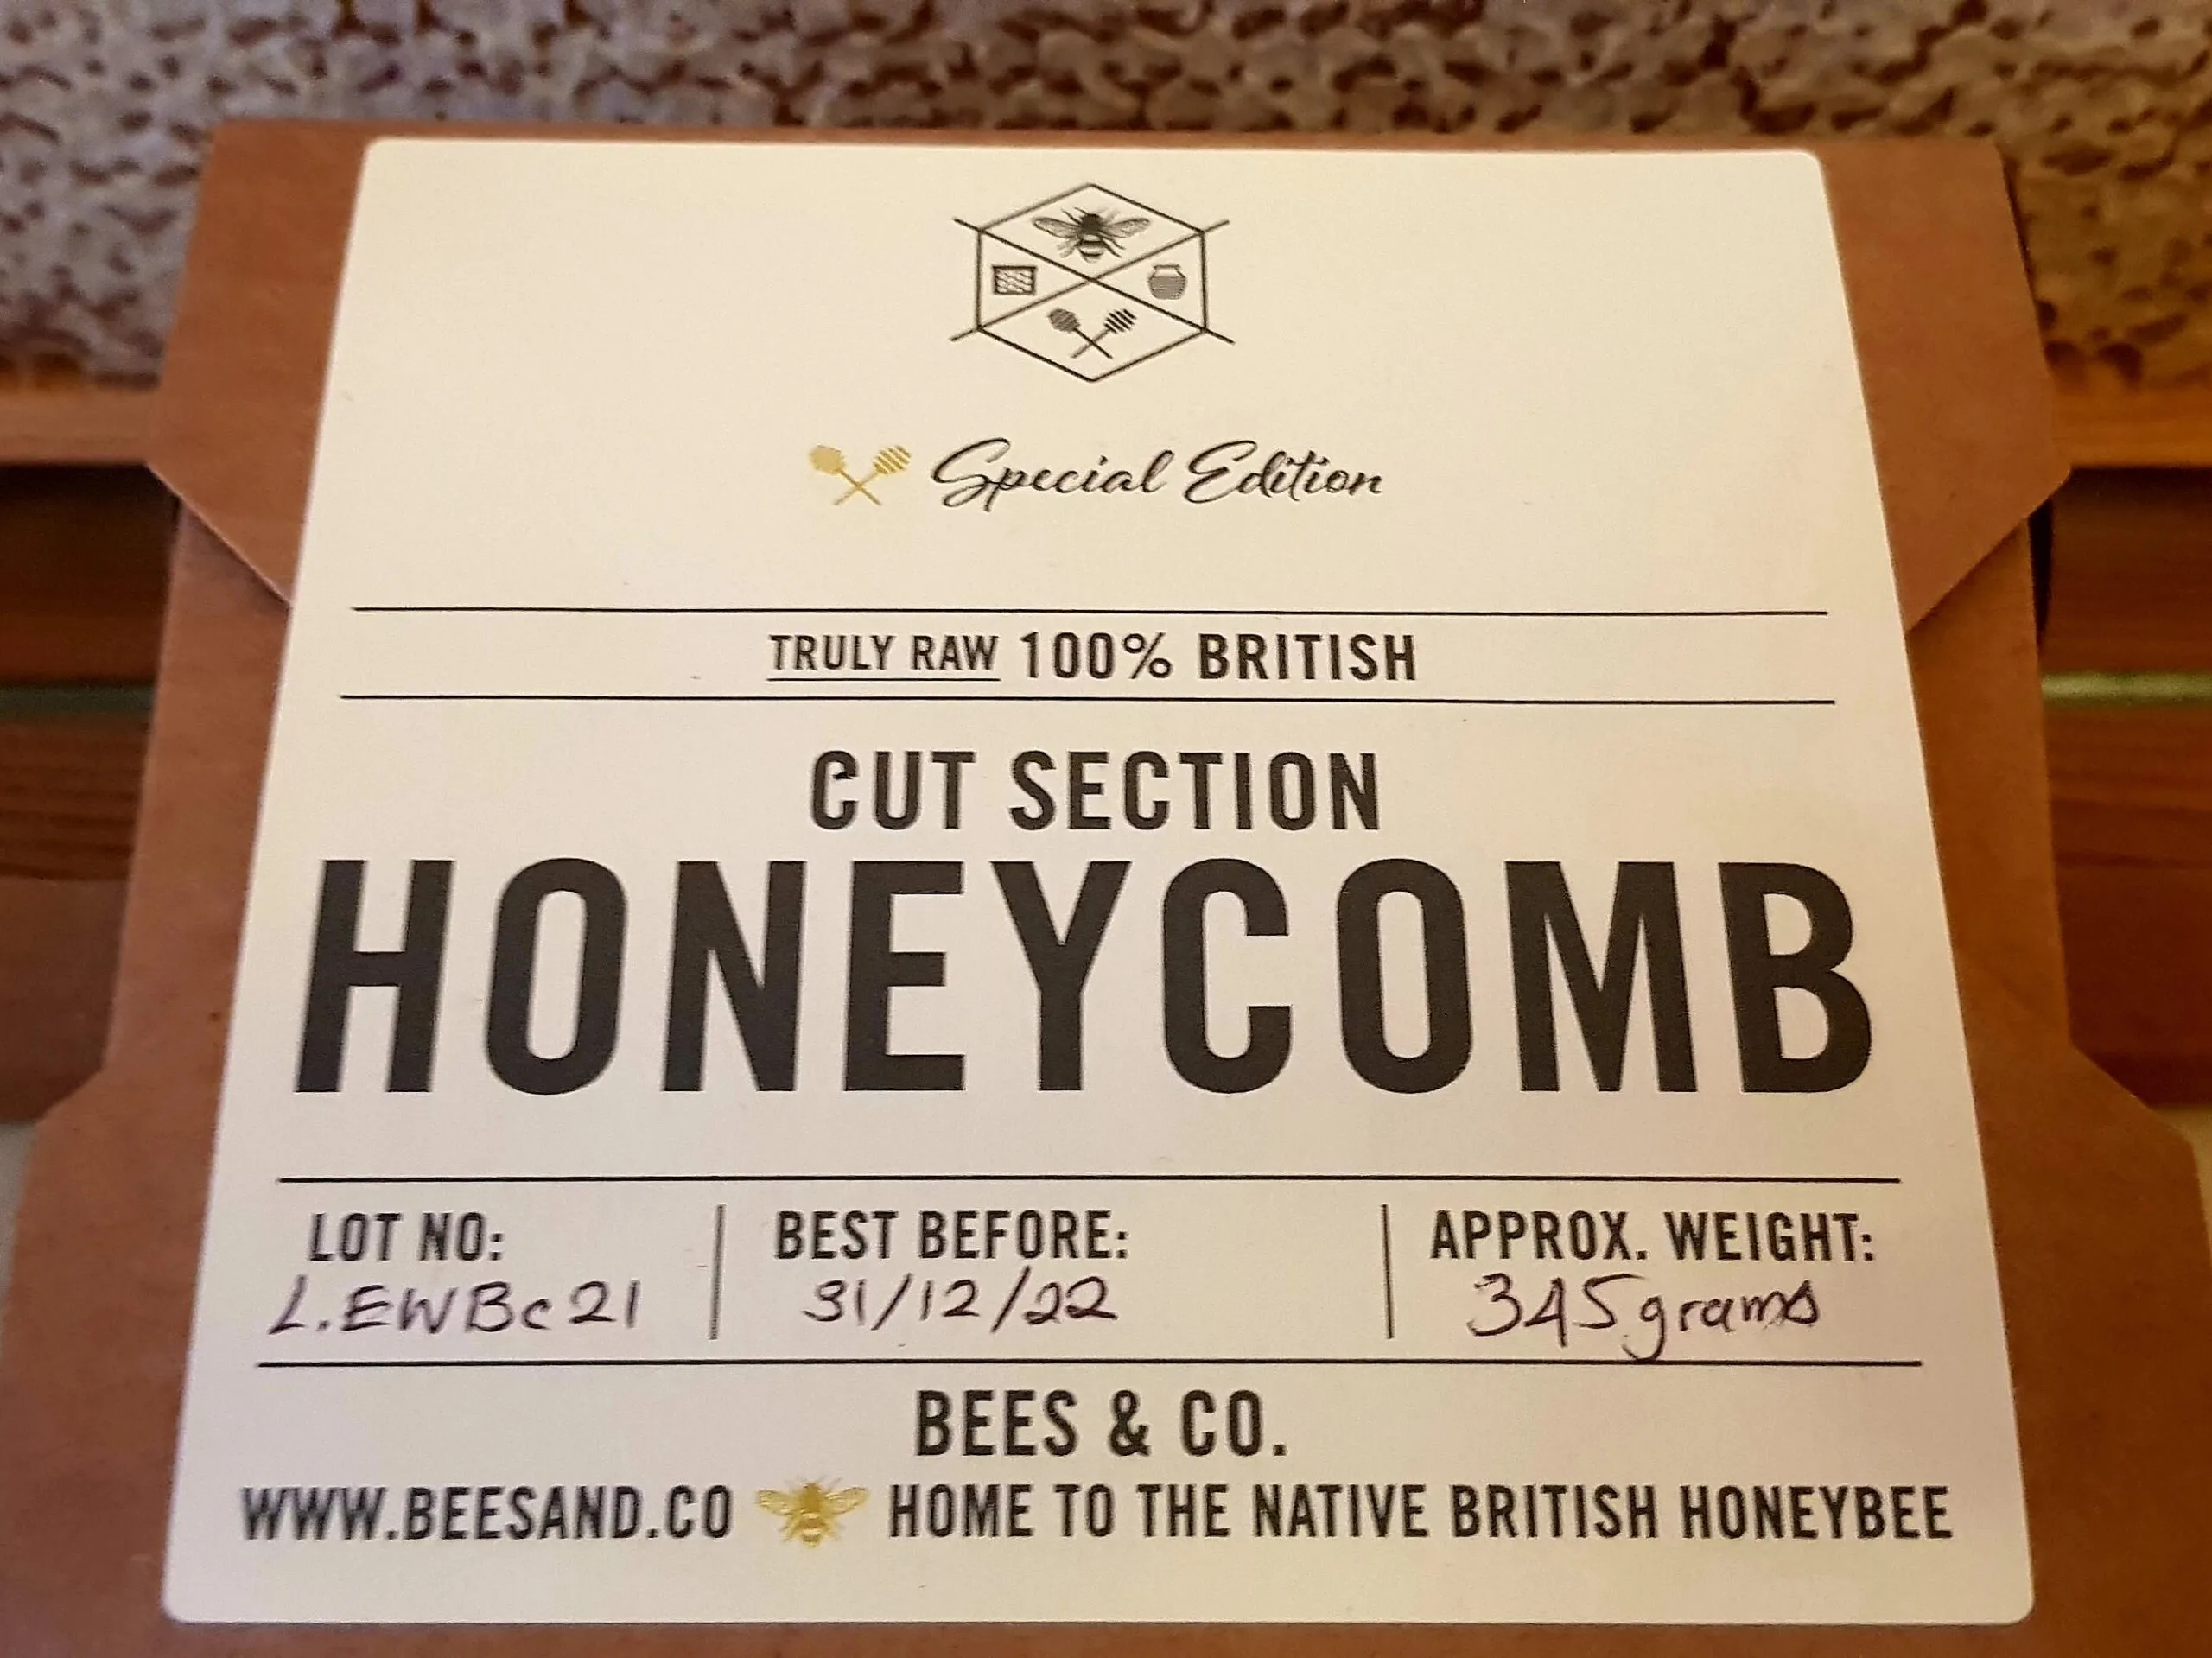 Special Edition
TRULY RAW 100% BRITISH
CUT SECTION
HONEYCOMB
LOT NO: BEST BEFORE: APPROX. WEIGHT:
L.EWBc21 31/12/22 345grams
BEES & CO.
WWW.BEESAND.CO HOME TO THE NATIVE BRITISH HONEYBEE